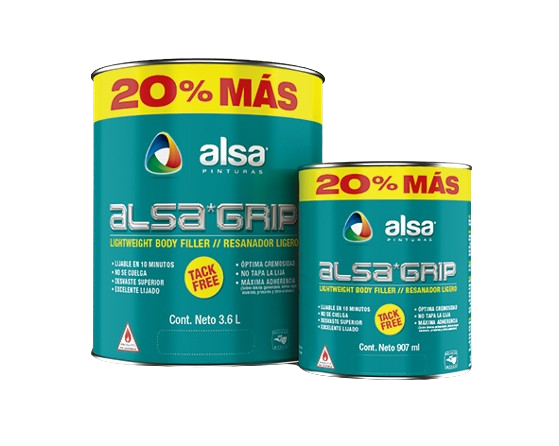 20% MÁS
alsa
PINTURAS
ALSA*GRIP
LIGHTWEIGHT BODY FILLER // RESANADOR LIGERO
• LIJABLE EN 10 MINUTOS
• NO SE CUELGA
• DESVASTE SUPERIOR
• EXCELENTE LIJADO
TACK FREE
• ÓPTIMA CREMOSIDAD
• NO TAPA LA LIJA
• MÁXIMA ADHERENCIA
Cont. Neto 3.6 L
20% MÁS
alsa
PINTURAS
ALSA*GRIP
LIGHTWEIGHT BODY FILLER // RESANADOR LIGERO
• LIJABLE EN 10 MINUTOS
• NO SE CUELGA
• DESVASTE SUPERIOR
• EXCELENTE LIJADO
TACK FREE
• ÓPTIMA CREMOSIDAD
• NO TAPA LA LIJA
• MÁXIMA ADHERENCIA
Cont. Neto 907 ml